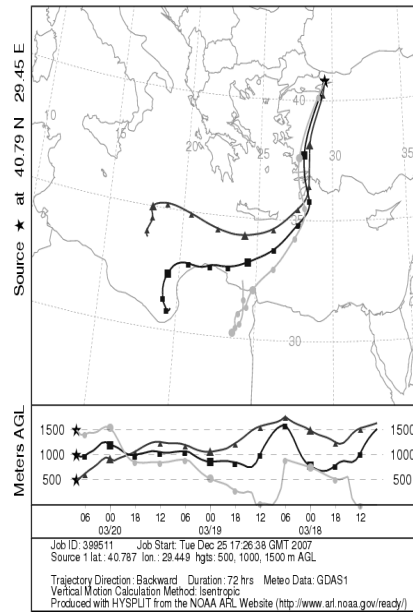 Source ★ at 40.79 N 29.45 E
10
15
20
25
40
30
35
35
30
Meters AGL
1500
1000
500
1500
1000
500
06 00 18 12 06 00 18 12 06 00 18 12
03/20 03/19 03/18
Job ID: 399511 Job Start: Tue Dec 25 17:26:38 GMT 2007
Source 1 lat.: 40.787 lon.: 29.449 hgts: 500, 1000, 1500 m AGL
Trajectory Direction: Backward Duration: 72 hrs Meteo Data: GDAS1
Vertical Motion Calculation Method: Isentropic
Produced with HYSPLIT from the NOAA ARL Website (http://www.arl.noaa.gov/ready/)